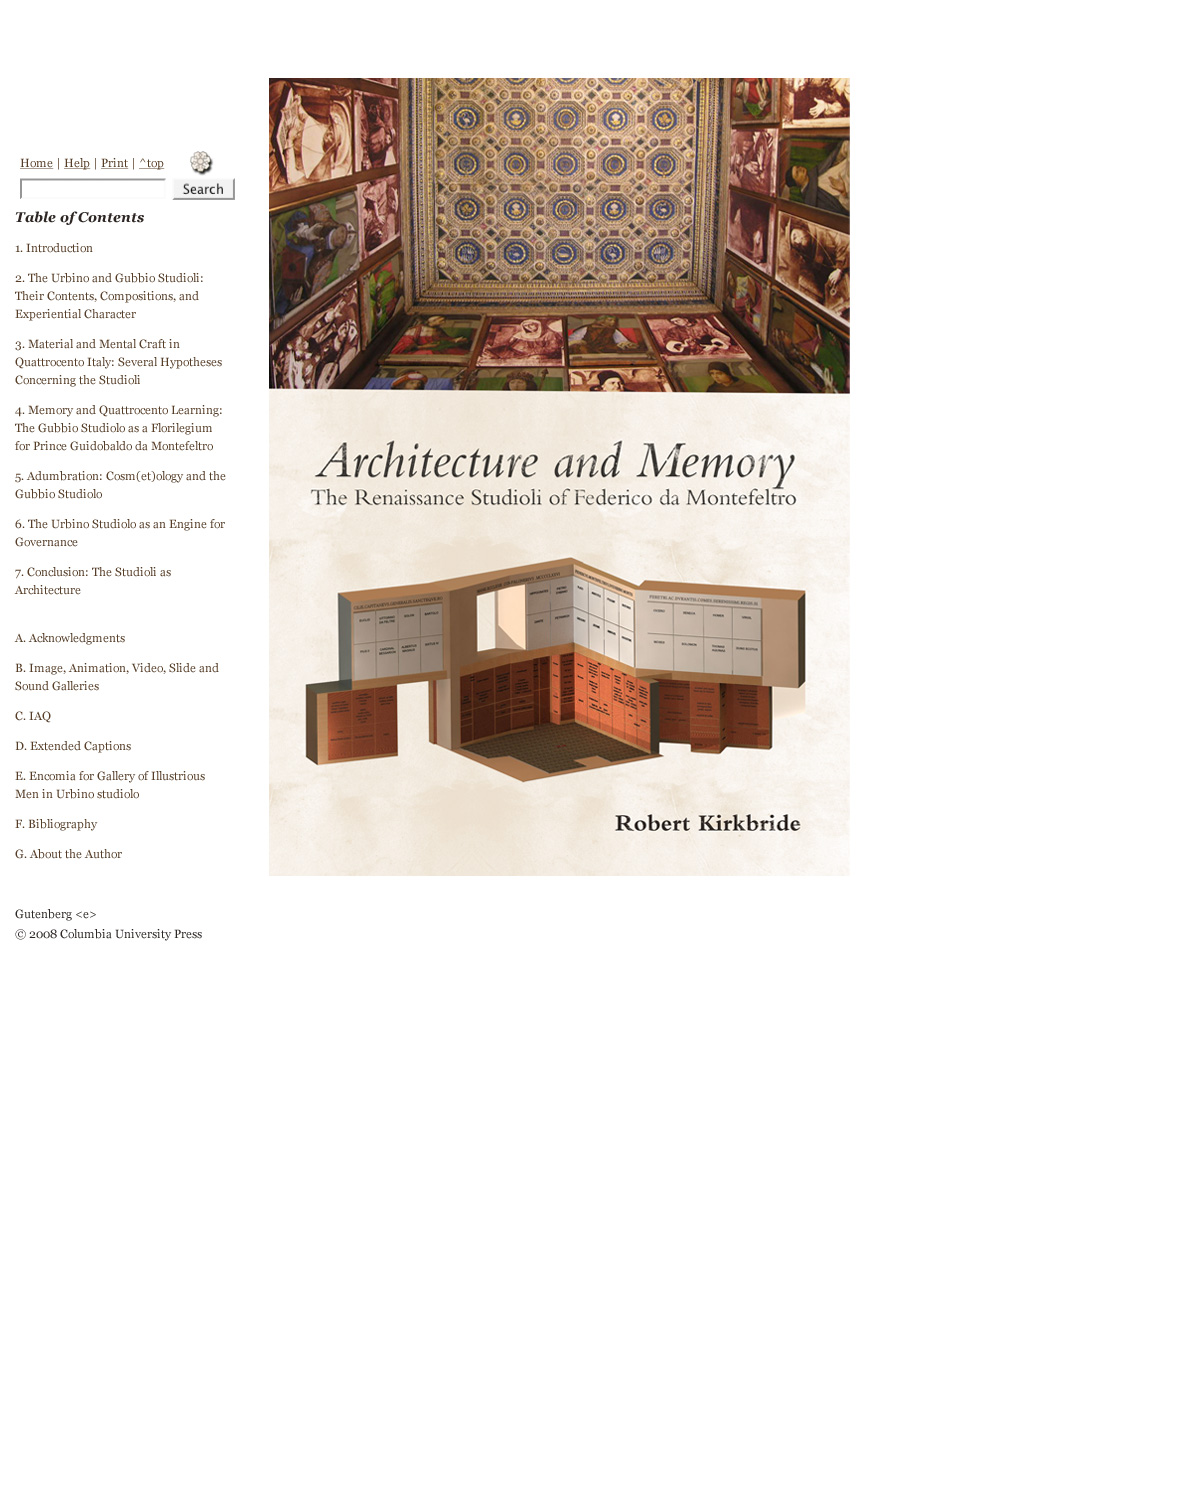 Home | Help | Print | ^top
Search
Table of Contents
1. Introduction
2. The Urbino and Gubbio Studioli:
Their Contents, Compositions, and
Experiential Character
3. Material and Mental Craft in
Quattrocento Italy: Several Hypotheses
Concerning the Studioli
4. Memory and Quattrocento Learning:
The Gubbio Studiolo as a Florilegium
for Prince Guidobaldo da Montefeltro
5. Adumbration: Cosm(et)ology and the
Gubbio Studiolo
6. The Urbino Studiolo as an Engine for
Governance
7. Conclusion: The Studioli as
Architecture
A. Acknowledgments
B. Image, Animation, Video, Slide and
Sound Galleries
C. IAQ
D. Extended Captions
E. Encomia for Gallery of Illustrious
Men in Urbino studiolo
F. Bibliography
G. About the Author
Gutenberg <e>
© 2008 Columbia University Press
Architecture and Memory
The Renaissance Studioli of Federico da Montefeltro
Robert Kirkbride